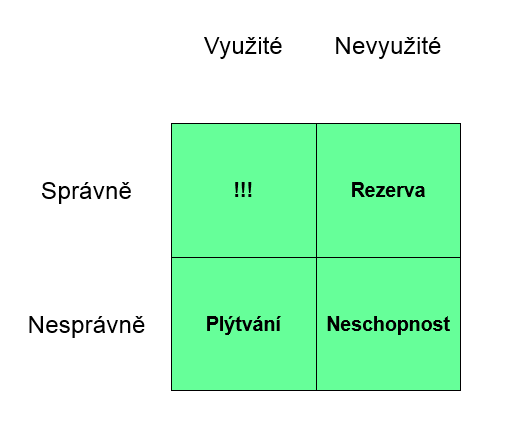 Využité Nevyužité
Správně !!! Rezerva
Nesprávně Plýtvání Neschopnost